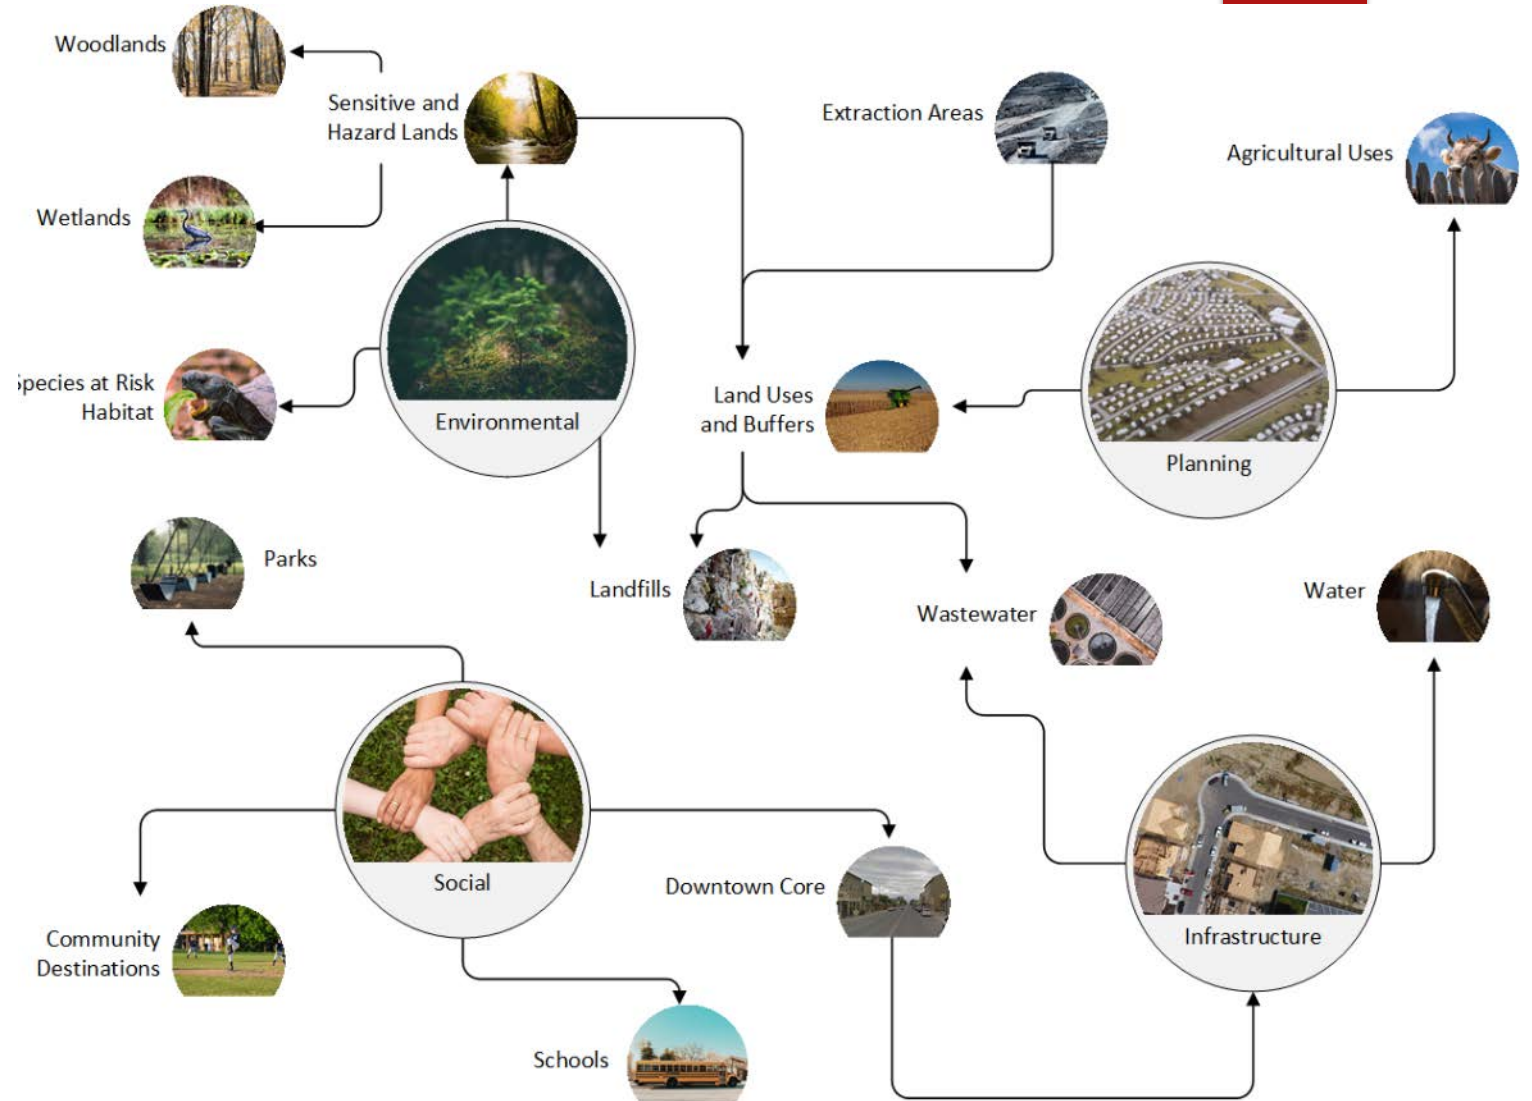 Woodlands
Sensitive and
Hazard Lands
Extraction Areas
Agricultural Uses
Wetlands
Species at Risk
Habitat
Environmental
Land Uses
and Buffers
Planning
Parks
Landfills
Wastewater
Water
Social
Downtown Core
Infrastructure
Community
Destinations
Schools